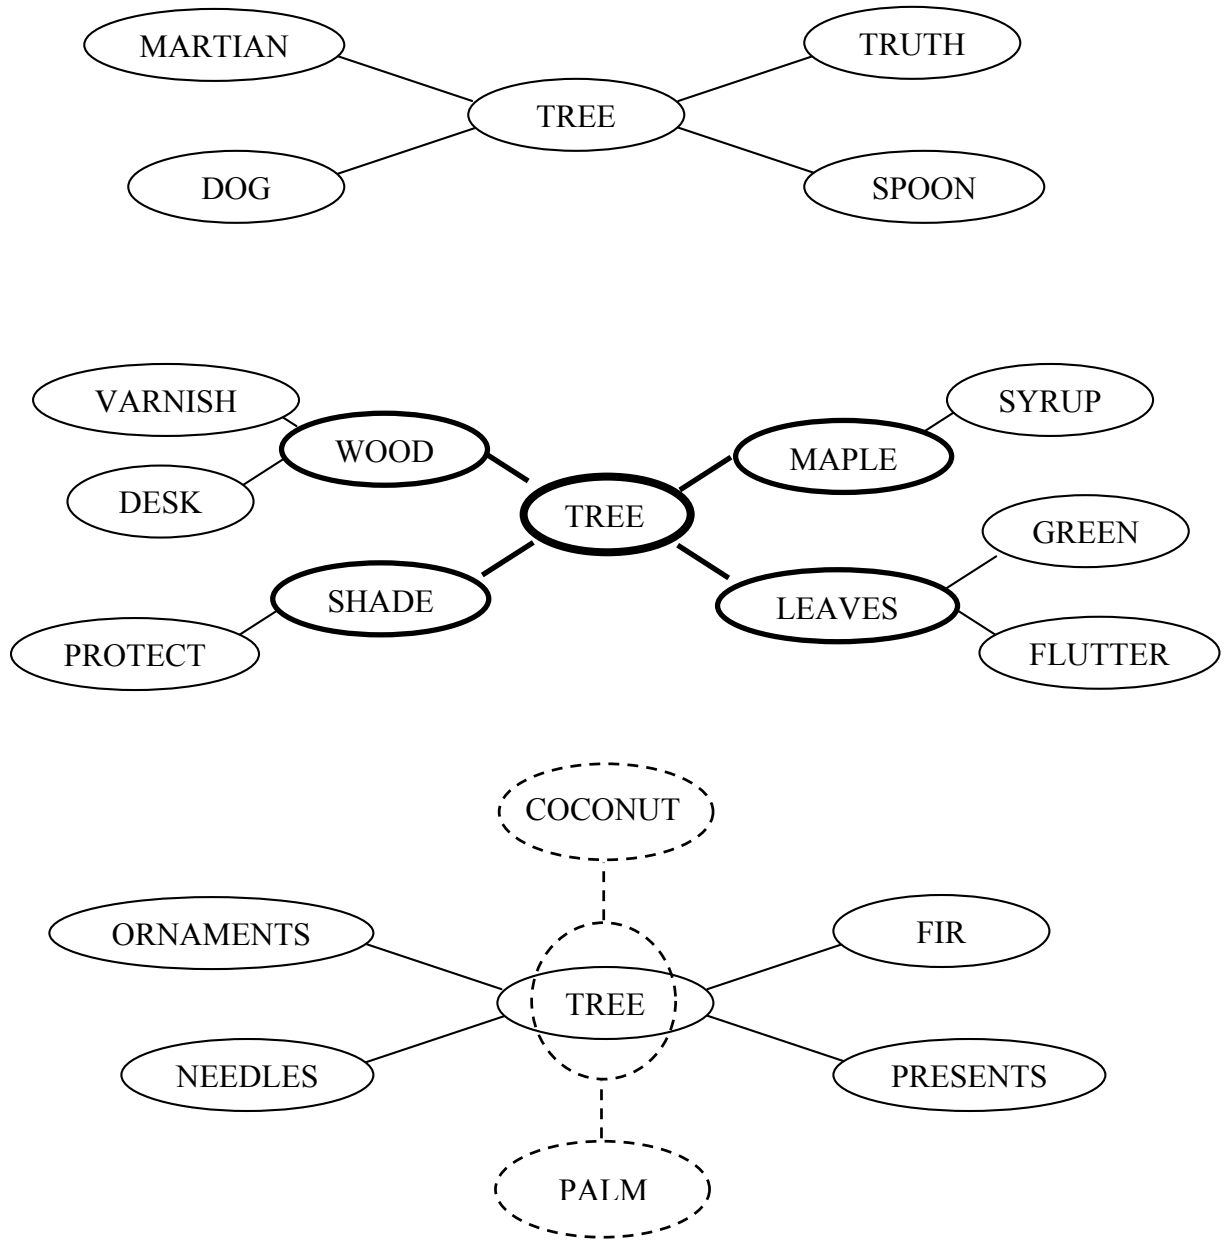 MARTIAN
TRUTH
TREE
DOG
SPOON
VARNISH
SYRUP
WOOD
MAPLE
DESK
TREE
GREEN
SHADE
LEAVES
PROTECT
FLUTTER
COCONUT
ORNAMENTS
FIR
TREE
NEEDLES
PRESENTS
PALM